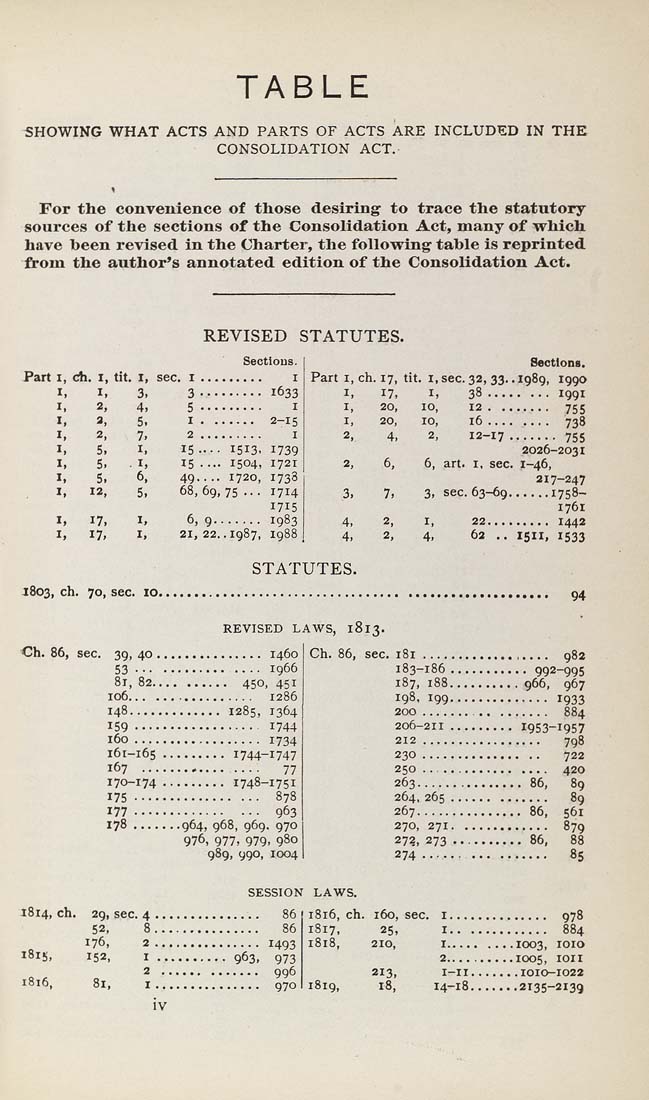 TABLE
SHOWING WHAT ACTS AND PARTS OF ACTS ARE INCLUDED IN THE
CONSOLIDATION ACT.
For the convenience of those desiring to trace the statutory
sources of the sections of the Consolidation Act, many of which
have been revised in the Charter, the following table is reprinted
from the author's annotated edition of the Consolidation Act.
REVISED STATUTES.
Sections.
Part 1, ch. 1, tit. 1, sec. 1 ......... 1
1, 1, 3, 3 ......... 1633
1, 2, 4, 5 ......... 1
1, 2, 5, 1 ...... 2-15
1, 2, 7, 2 ......... 1
1, 5, 1, 15 .... 1513, 1739
1, 5, 1, 15 .... 1504, 1721
1, 5, 6, 49.... 1720, 1738
1, 12, 5, 68, 69, 75 ... 1714
1715
1, 17, 1, 6, 9....... 1983
1, 17, 1, 21, 22..1987, 1988
Sections.
Part 1, ch. 17, tit. 1, sec. 32, 33..1989, 1990
1, 17, 1, 38 ..... ... 1991
1, 20, 10, 12 ........ 755
1, 20, 10, 16 .... .... 738
2, 4, 2, 12-17 ....... 755
2026-2031
2, 6, 6, art. 1, sec. 1-46,
217-247
3, 7, 3, sec. 63-69......1758-
1761
4, 2, 1, 22......... 1442
4, 2, 4, 62 .. 1511, 1533
STATUTES.
1803, ch. 70, sec. 10.................................................. 94
REVISED LAWS, 1813.
Ch. 86, sec. 39, 40 ............... 1460
53 ... .......... .... 1966
81, 82.... ...... 450, 451
106... ............... 1286
148............. 1285, 1364
159 .................. 1744
160 .................. 1734
161-165 ......... 1744-1747
167 ............. .... 77
170-174 ......... 1748-1751
175 .............. ... 878
177 .............. ... 963
178 .......964, 968, 969. 970
976, 977, 979, 980
989, 990, 1004
Ch. 86, sec. 181 .................. 982
183-186 ........... 992-995
187, 188.......... 966, 967
198, 199.............. 1933
200 .......... ....... 884
206-211 ......... 1953-1957
212 ................. 798
230 .............. .. 722
250 .............. .... 420
263............... 86, 89
264, 265 ...... ....... 89
267............... 86, 561
270, 271. ............ 879
272, 273 .......... 86, 88
274 ...... ... ....... 85
SESSION LAWS.
1814, ch. 29, sec. 4 ............... 86
52, 8............... 86
176, 2 ............... 1493
1815, 152, 1 .......... 963, 973
2 ...... ....... 996
1816, 81, 1 ............... 970
1816, ch. 160, sec. 1 .............. 978
1817, 25, 1.. ............ 884
1818, 210, 1..... ....1003, 1010
2..........1005, 1011
213, 1-11.......1010-1022
1819, 18, 14-18.......2135-2139
iv